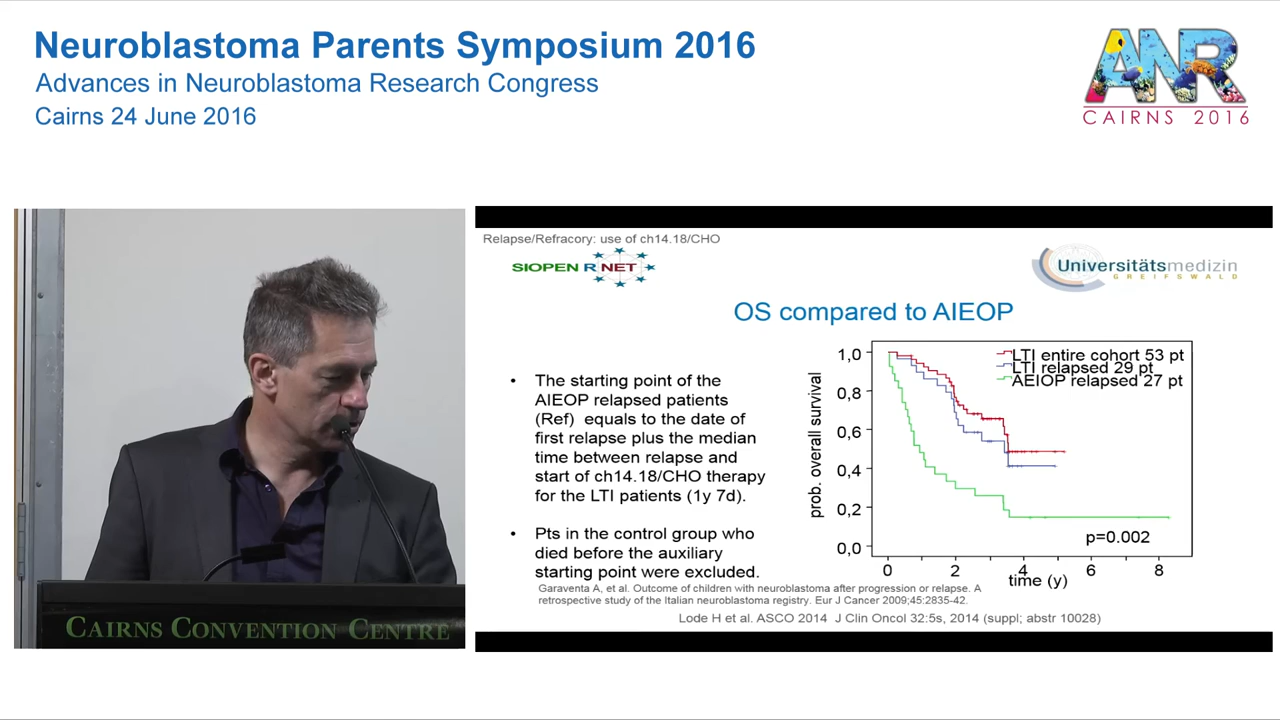 Neuroblastoma Parents Symposium 2016
Advances in Neuroblastoma Research Congress
Cairns 24 June 2016
ANR
CAIRNS 2016
CAIRNS CONVENTION CENTRE
Relapse/Refracory: use of ch14.18/CHO
SIOPEN R NET
Universitätsmedizin
GREIFSWALD
OS compared to AIEOP
• The starting point of the
AIEOP relapsed patients
(Ref) equals to the date of
first relapse plus the median
time between relapse and
start of ch14.18/CHO therapy
for the LTI patients (1y 7d).
• Pts in the control group who
died before the auxiliary
starting point were excluded.
prob. overall survival
1,0
0,8
0,6
0,4
0,2
0,0
LTI entire cohort 53 pt
LTI relapsed 29 pt
AEIOP relapsed 27 pt
p=0.002
0 2 4 6 8
time (y)
Garaventa A, et al. Outcome of children with neuroblastoma after progression or relapse. A
retrospective study of the Italian neuroblastoma registry. Eur J Cancer 2009;45:2835-42.
Lode H et al. ASCO 2014 J Clin Oncol 32:5s, 2014 (suppl; abstr 10028)